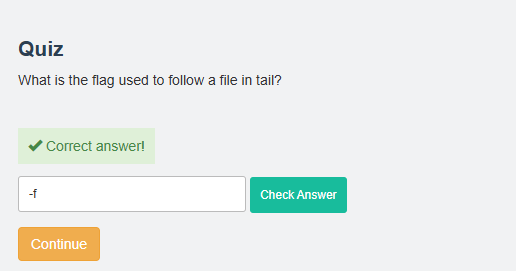 Quiz
What is the flag used to follow a file in tail?
✔ Correct answer!
-f Check Answer
Continue